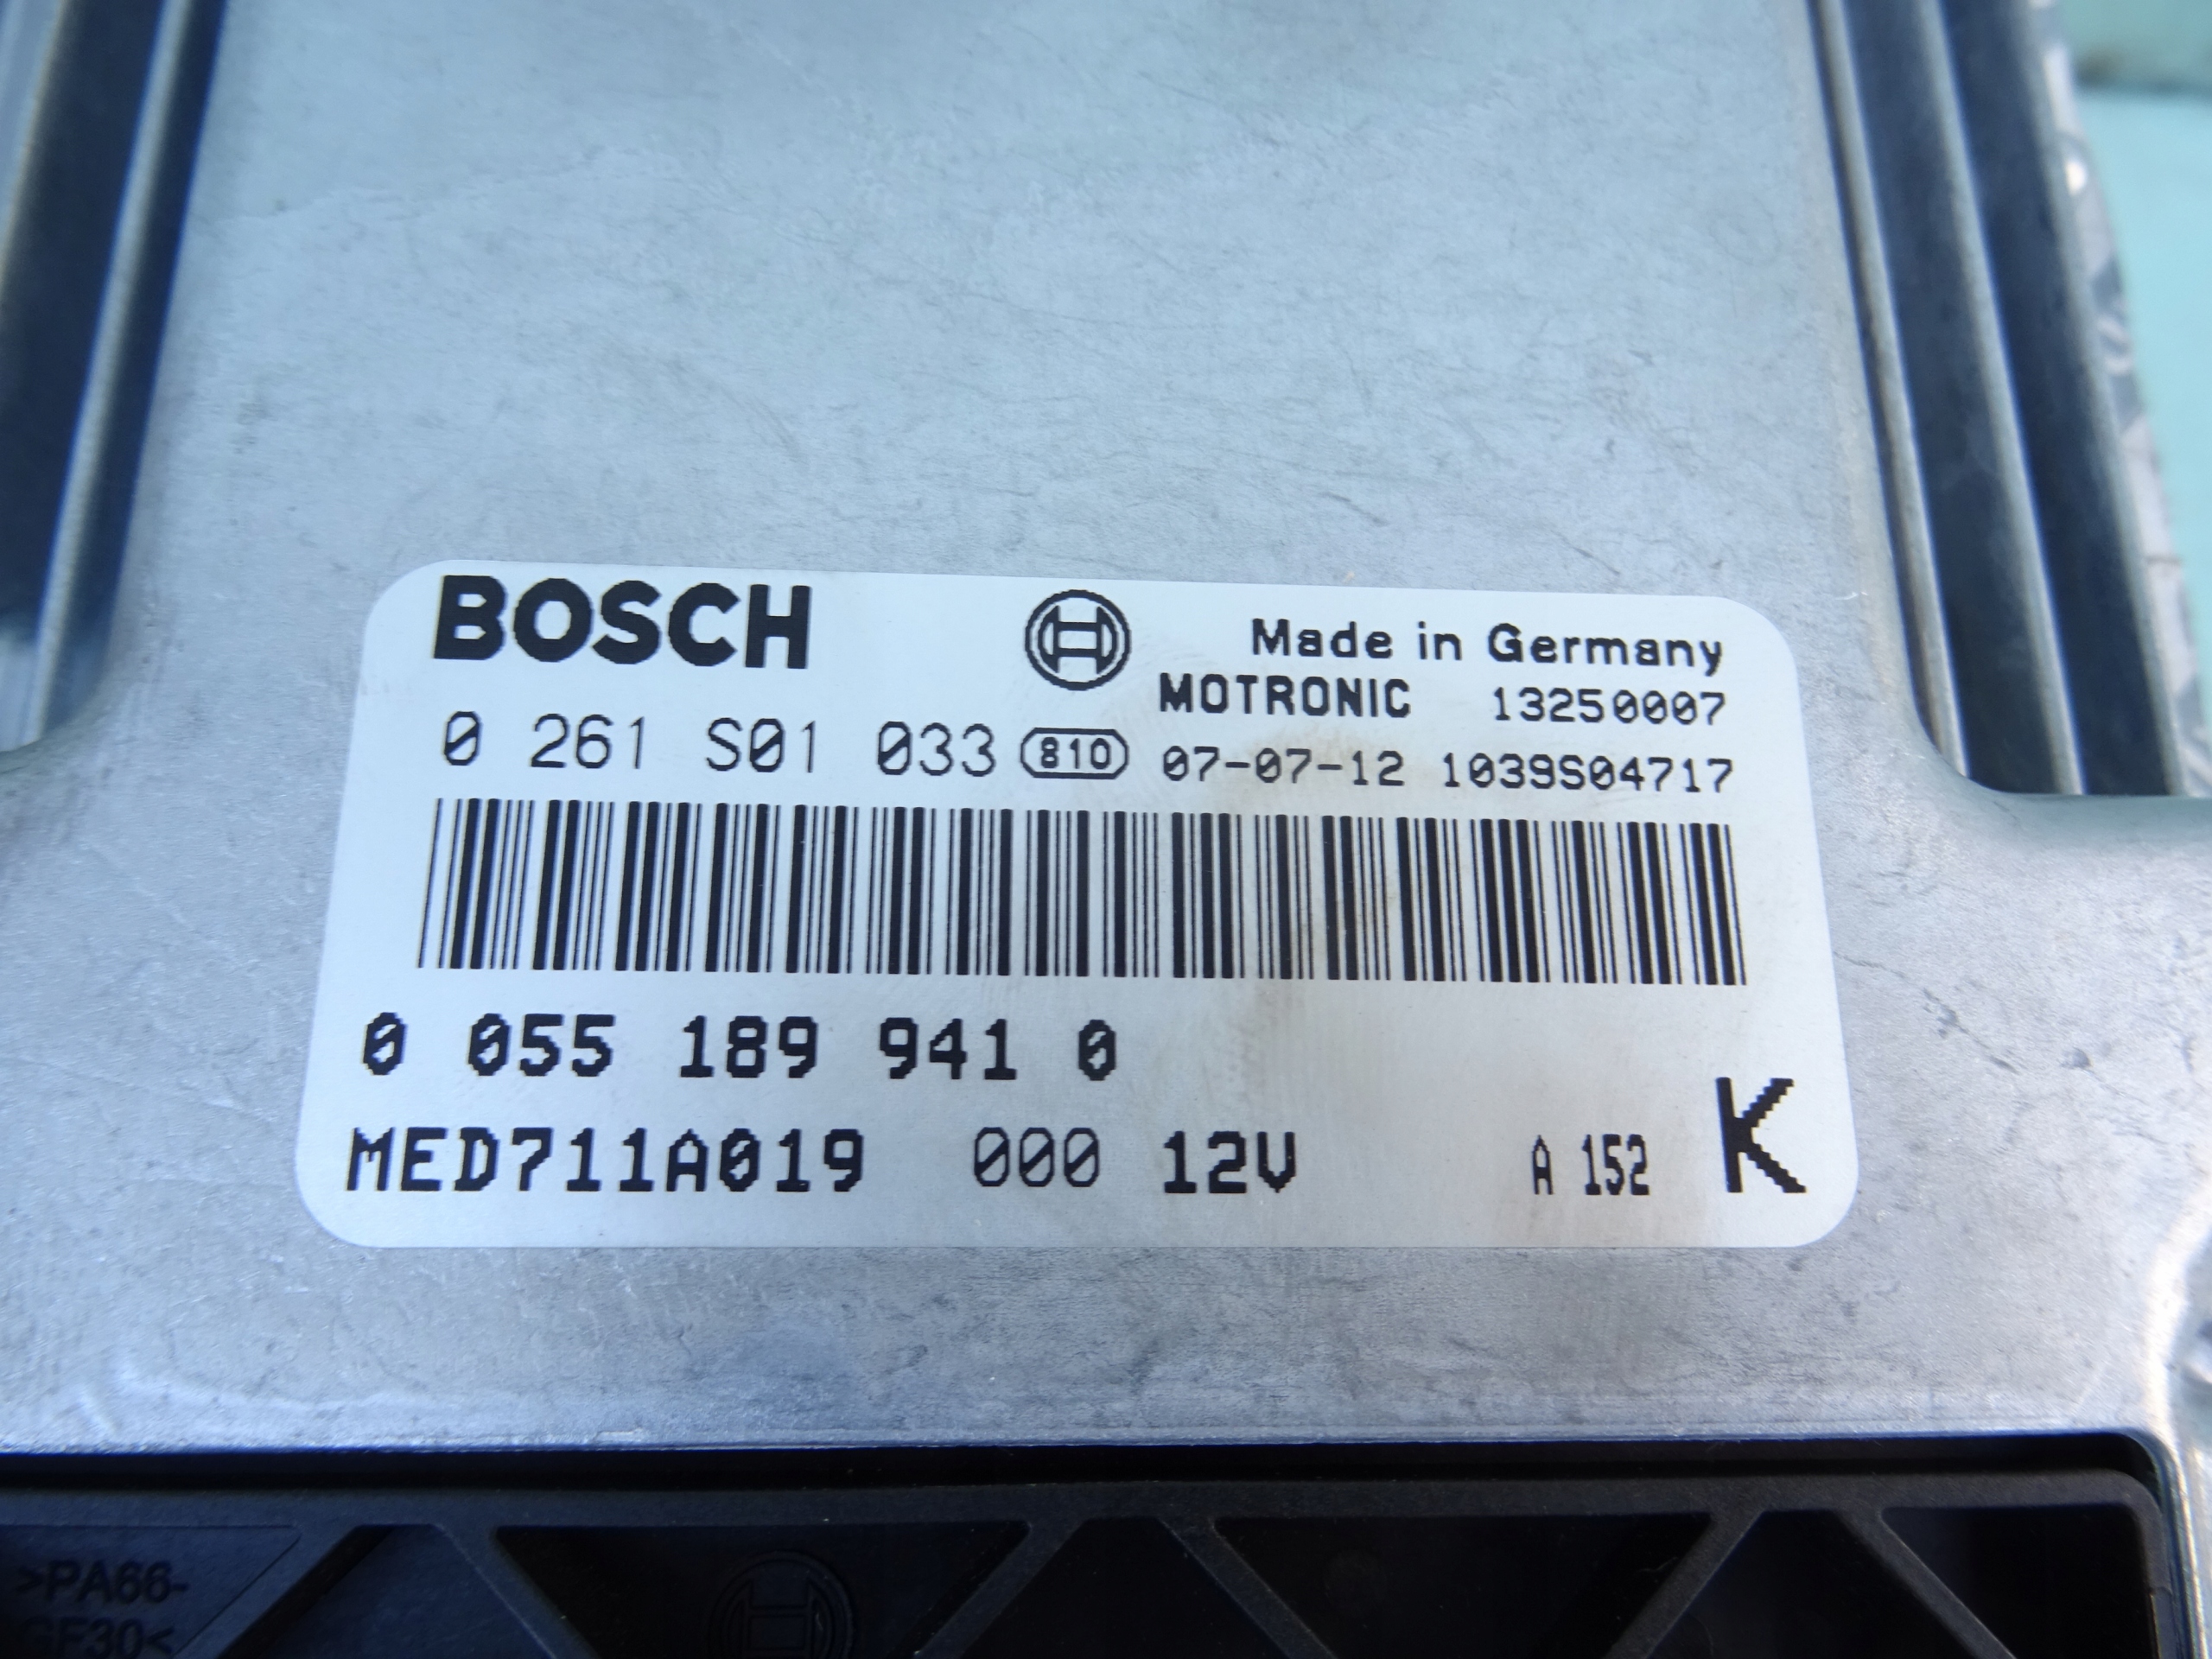 BOSCH
Made in Germany
MOTRONIC 13250007
0 261 S01 033 810 07-07-12 1039S04717
0 055 189 941 0
MED711A019 000 12V A 152 K
>PA66-
GF30<